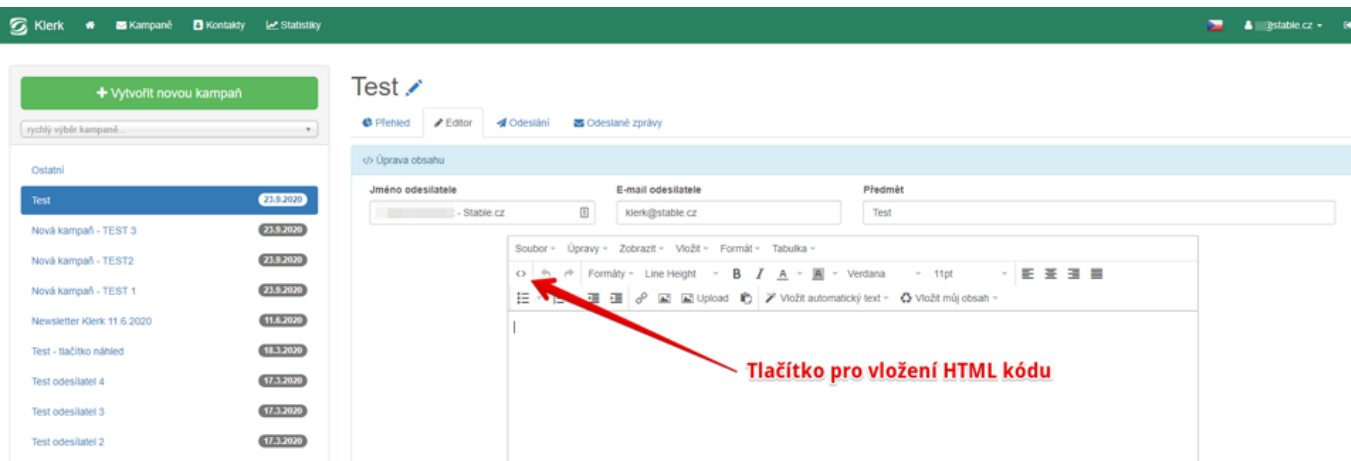 Klerk Kampaně Kontakty Statistiky @stable.cz
Vytvořit novou kampaň
rychlý výběr kampaně...
Ostatní
Test 23.9.2020
Nová kampaň - TEST 3 23.9.2020
Nová kampaň - TEST2 23.9.2020
Nová kampaň - TEST 1 23.9.2020
Newsletter Klerk 11.6.2020 11.6.2020
Test - tlačítko náhled 18.3.2020
Test odesílatel 4 17.3.2020
Test odesílatel 3 17.3.2020
Test odesílatel 2 17.3.2020
Test
Přehled Editor Odeslání Odeslané zprávy
Úprava obsahu
Jméno odesilatele E-mail odesilatele Předmět
- Stable.cz klerk@stable.cz Test
Soubor Úpravy Zobrazit Vložit Formát Tabulka
Formáty Line Height B I A A Verdana 11pt
Upload Vložit automatický text Vložit můj obsah
Tlačítko pro vložení HTML kódu